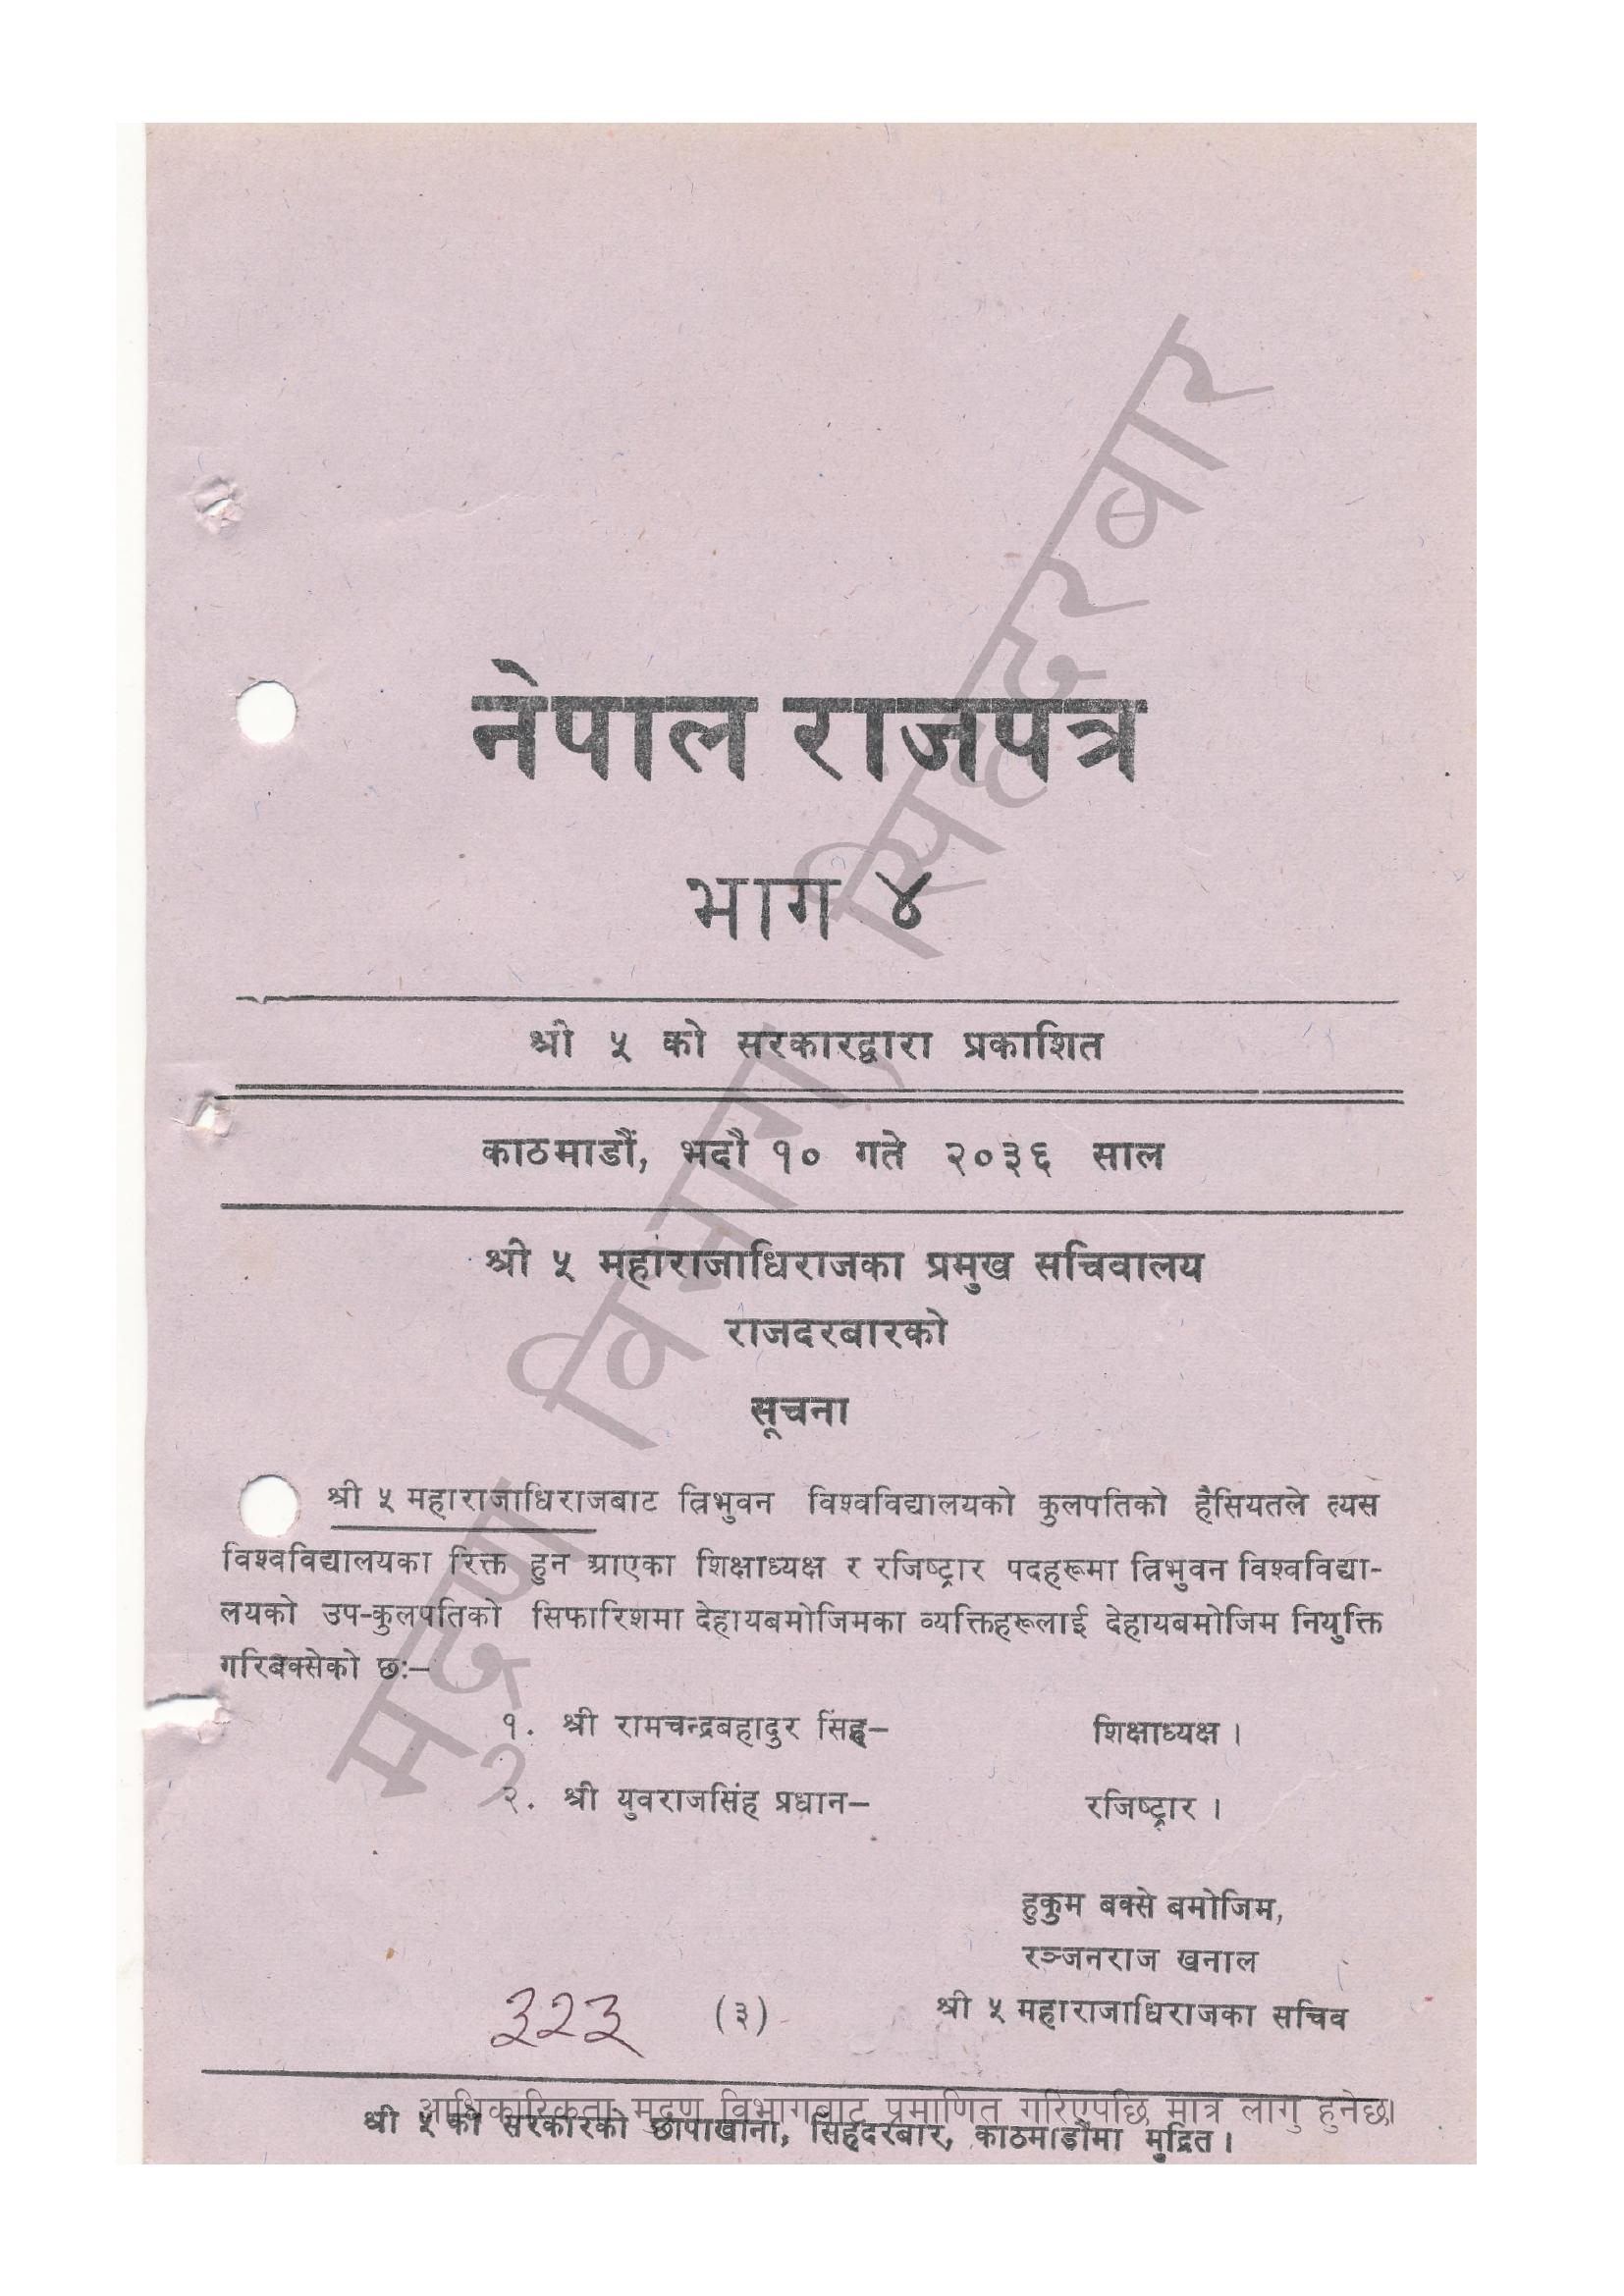 नेपाल राजपत्र
भाग ४
श्री ५ को सरकारद्वारा प्रकाशित
काठमाडौं, भदौ १० गते २०३६ साल
श्री ५ महाराजाधिराजका प्रमुख सचिवालय
राजदरबारको
सूचना
श्री ५ महाराजाधिराजबाट त्रिभुवन विश्वविद्यालयको कुलपतिको हैसियतले त्यस
विश्वविद्यालयका रिक्त हुन आएका शिक्षाध्यक्ष र रजिष्ट्रार पदहरूमा त्रिभुवन विश्वविद्या-
लयको उप-कुलपतिको सिफारिशमा देहायबमोजिमका व्यक्तिहरूलाई देहायबमोजिम नियुक्ति
गरिबक्सेको छः–
१. श्री रामचन्द्रबहादुर सिंह– शिक्षाध्यक्ष ।
२. श्री युवराजसिंह प्रधान– रजिष्ट्रार ।
हुकुम बक्से बमोजिम,
रञ्जनराज खनाल
श्री ५ महाराजाधिराजका सचिव
३२३ (३)
आधिकारिकता मुद्रण विभागबाट प्रमाणित गरिएपछि मात्र लागु हुनेछ।
श्री ५ को सरकारको छापाखाना, सिंहदरबार, काठमाडौंमा मुद्रित ।
मुद्रण विभाग, सिंहदरबार